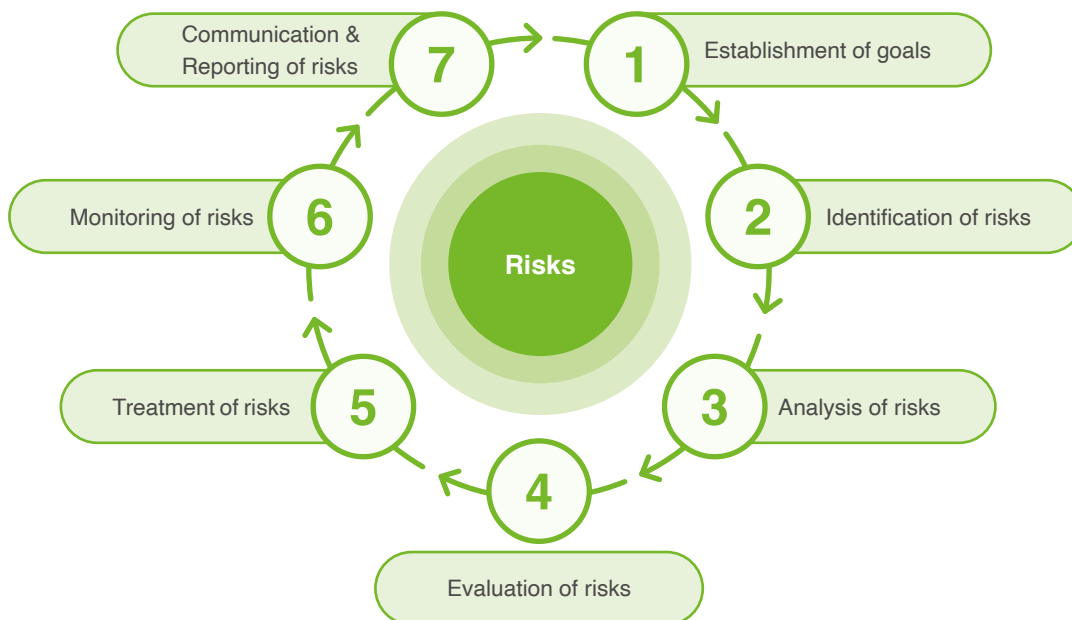 1
Establishment of goals
2
Identification of risks
3
Analysis of risks
4
Evaluation of risks
5
Treatment of risks
6
Monitoring of risks
7
Communication &
Reporting of risks
Risks